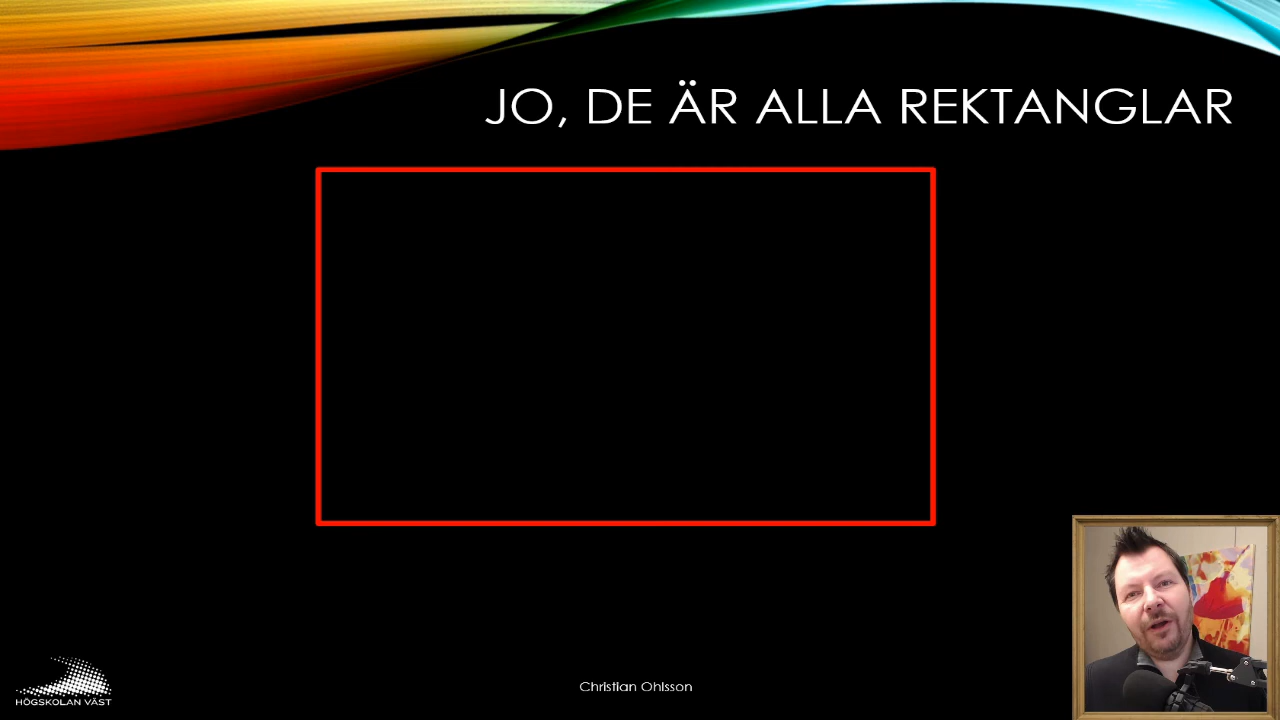 JO, DE ÄR ALLA REKTANGLAR
HÖGSKOLAN VÄST
Christian Ohlsson